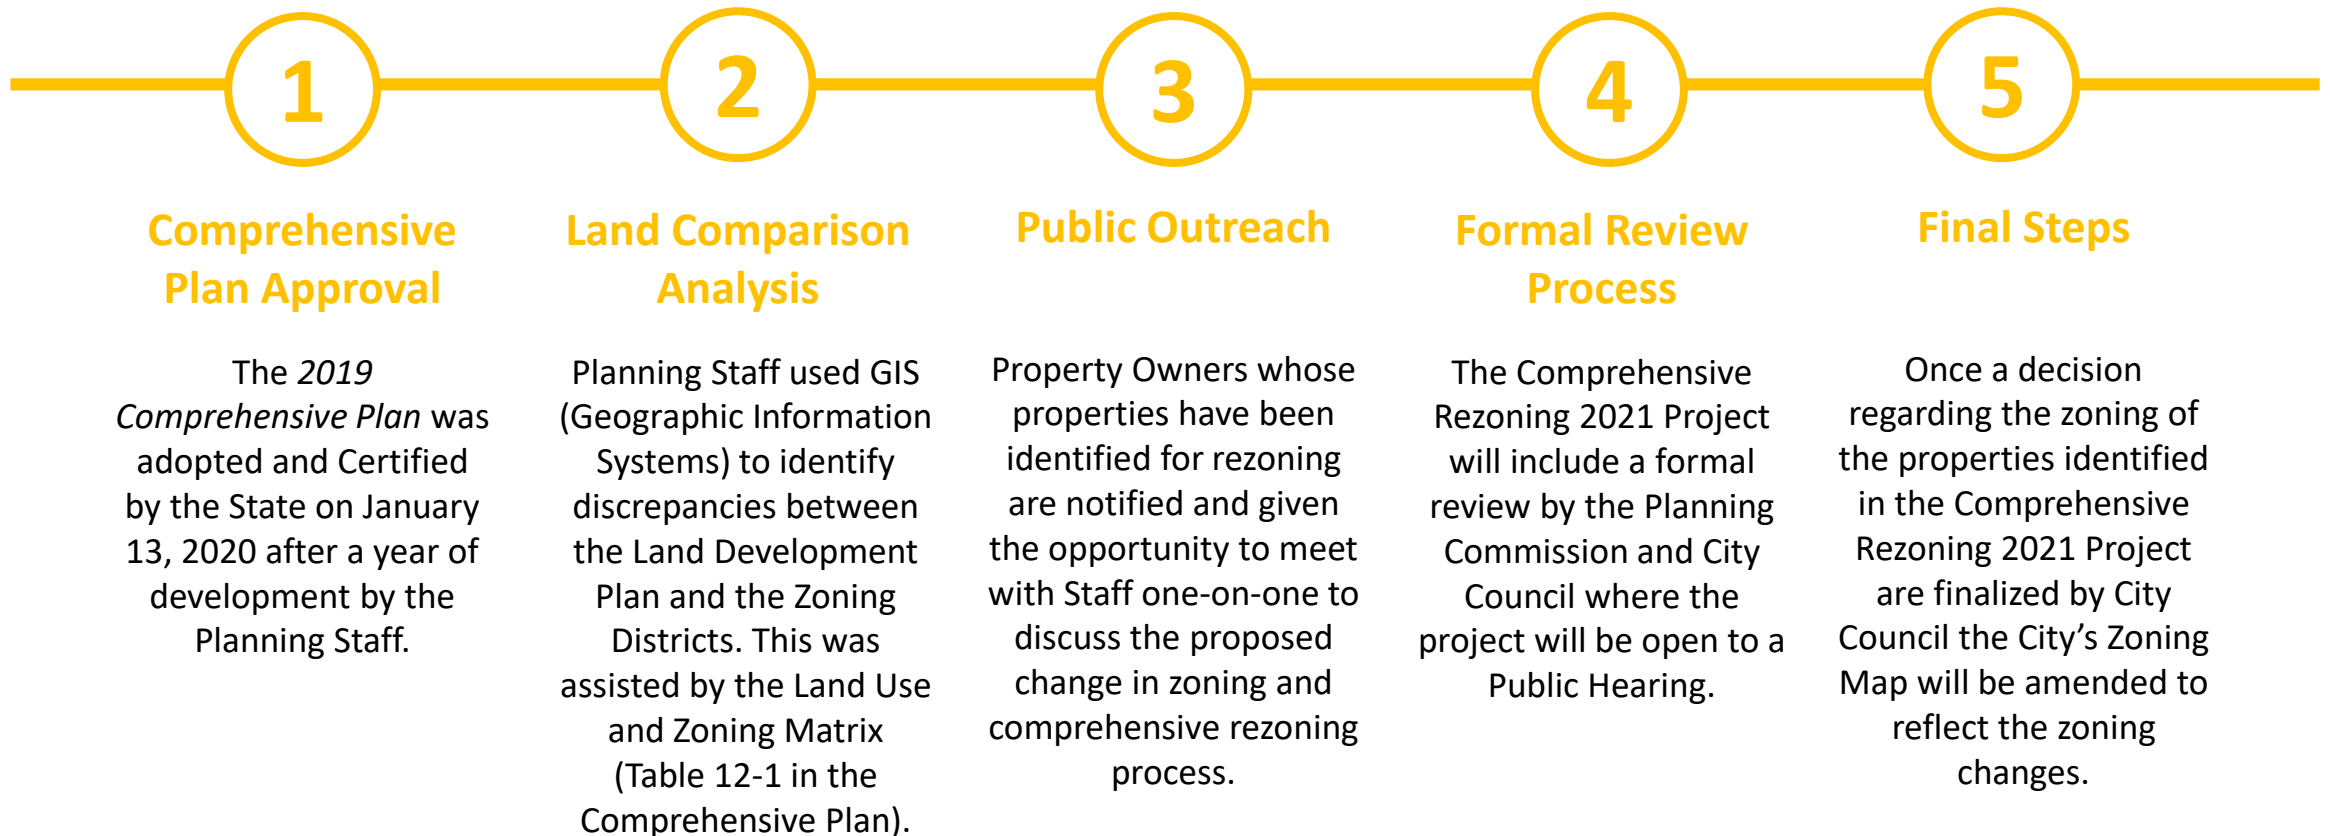 1
Comprehensive
Plan Approval
The 2019
Comprehensive Plan was
adopted and Certified
by the State on January
13, 2020 after a year of
development by the
Planning Staff.
2
Land Comparison
Analysis
Planning Staff used GIS
(Geographic Information
Systems) to identify
discrepancies between
the Land Development
Plan and the Zoning
Districts. This was
assisted by the Land Use
and Zoning Matrix
(Table 12-1 in the
Comprehensive Plan).
3
Public Outreach
Property Owners whose
properties have been
identified for rezoning
are notified and given
the opportunity to meet
with Staff one-on-one to
discuss the proposed
change in zoning and
comprehensive rezoning
process.
4
Formal Review
Process
The Comprehensive
Rezoning 2021 Project
will include a formal
review by the Planning
Commission and City
Council where the
project will be open to a
Public Hearing.
5
Final Steps
Once a decision
regarding the zoning of
the properties identified
in the Comprehensive
Rezoning 2021 Project
are finalized by City
Council the City’s Zoning
Map will be amended to
reflect the zoning
changes.